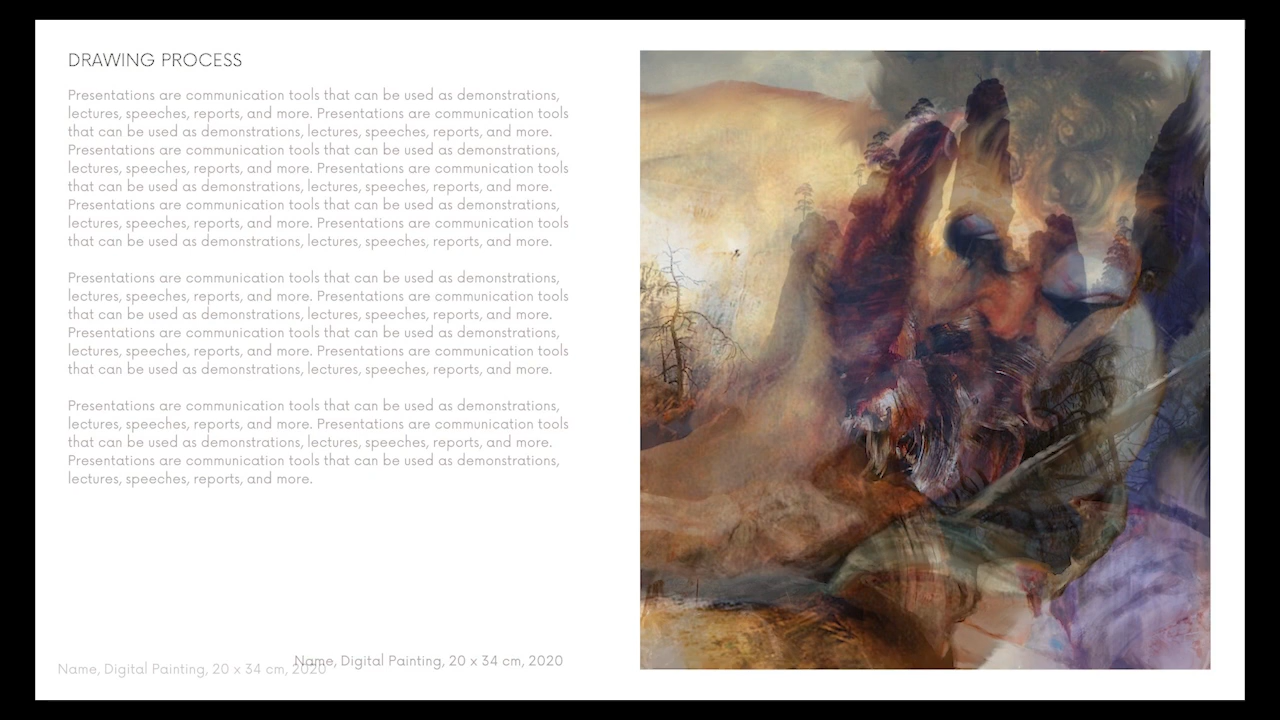 DRAWING PROCESS
Presentations are communication tools that can be used as demonstrations,
lectures, speeches, reports, and more. Presentations are communication tools
that can be used as demonstrations, lectures, speeches, reports, and more.
Presentations are communication tools that can be used as demonstrations,
lectures, speeches, reports, and more. Presentations are communication tools
that can be used as demonstrations, lectures, speeches, reports, and more.
Presentations are communication tools that can be used as demonstrations,
lectures, speeches, reports, and more. Presentations are communication tools
that can be used as demonstrations, lectures, speeches, reports, and more.
Presentations are communication tools that can be used as demonstrations,
lectures, speeches, reports, and more. Presentations are communication tools
that can be used as demonstrations, lectures, speeches, reports, and more.
Presentations are communication tools that can be used as demonstrations,
lectures, speeches, reports, and more. Presentations are communication tools
that can be used as demonstrations, lectures, speeches, reports, and more.
Presentations are communication tools that can be used as demonstrations,
lectures, speeches, reports, and more. Presentations are communication tools
that can be used as demonstrations, lectures, speeches, reports, and more.
Presentations are communication tools that can be used as demonstrations,
lectures, speeches, reports, and more.
Name, Digital Painting, 20 x 34 cm, 2020
Name, Digital Painting, 20 x 34 cm, 2020